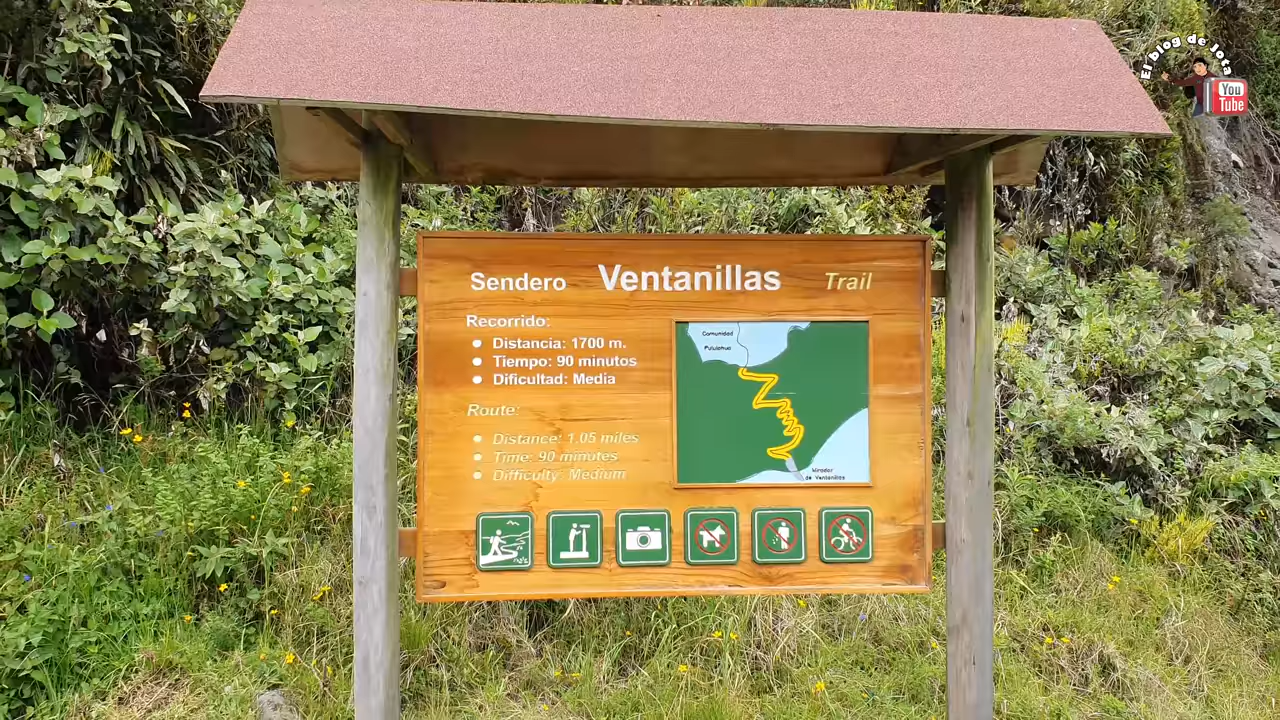 El blog de Jota
You
Tube
Sendero Ventanillas Trail
Recorrido:
Distancia: 1700 m.
Tiempo: 90 minutos
Dificultad: Media
Route:
Distance: 1.05 miles
Time: 90 minutes
Difficulty: Medium
Comunidad
Pululahua
Mirador
de Ventanillas